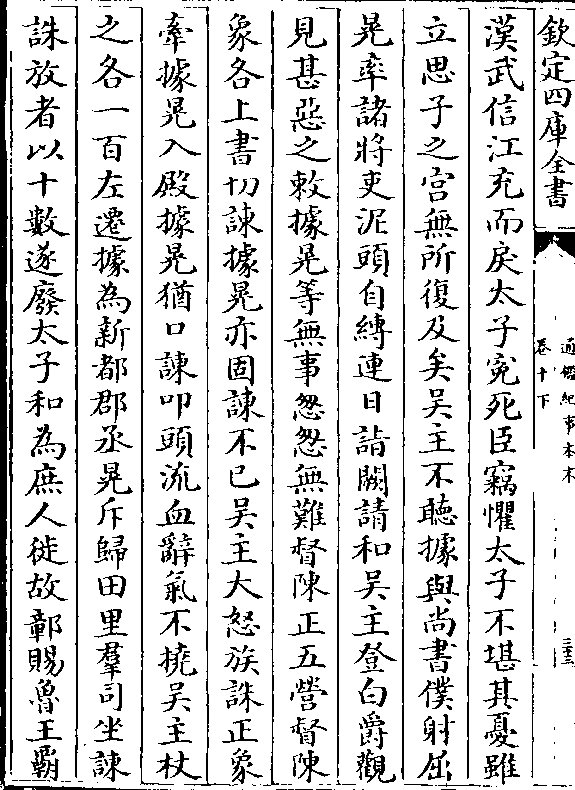 欽定四庫全書
通鑑紀事本末
卷十下
漢武信江充而戾太子寃死臣竊懼太子不堪其憂雖
立思子之宫無所復及矣吴主不聽據與尚書僕射屈
晃率諸將吏泥頭自縛連日詣闕請和吴主登白爵觀
見甚惡之敕據晃等無事怱怱無難督陳正五營督陳
象各上書切諫據晃亦固諫不已吴主大怒族誅正象
牽據晃入殿據晃猶口諫叩頭流血辭氣不撓吴主杖
之各一百左遷據為新都郡丞晃斥歸田里羣司坐諫
誅放者以十數遂廢太子和為庶人徙故鄣賜魯王霸